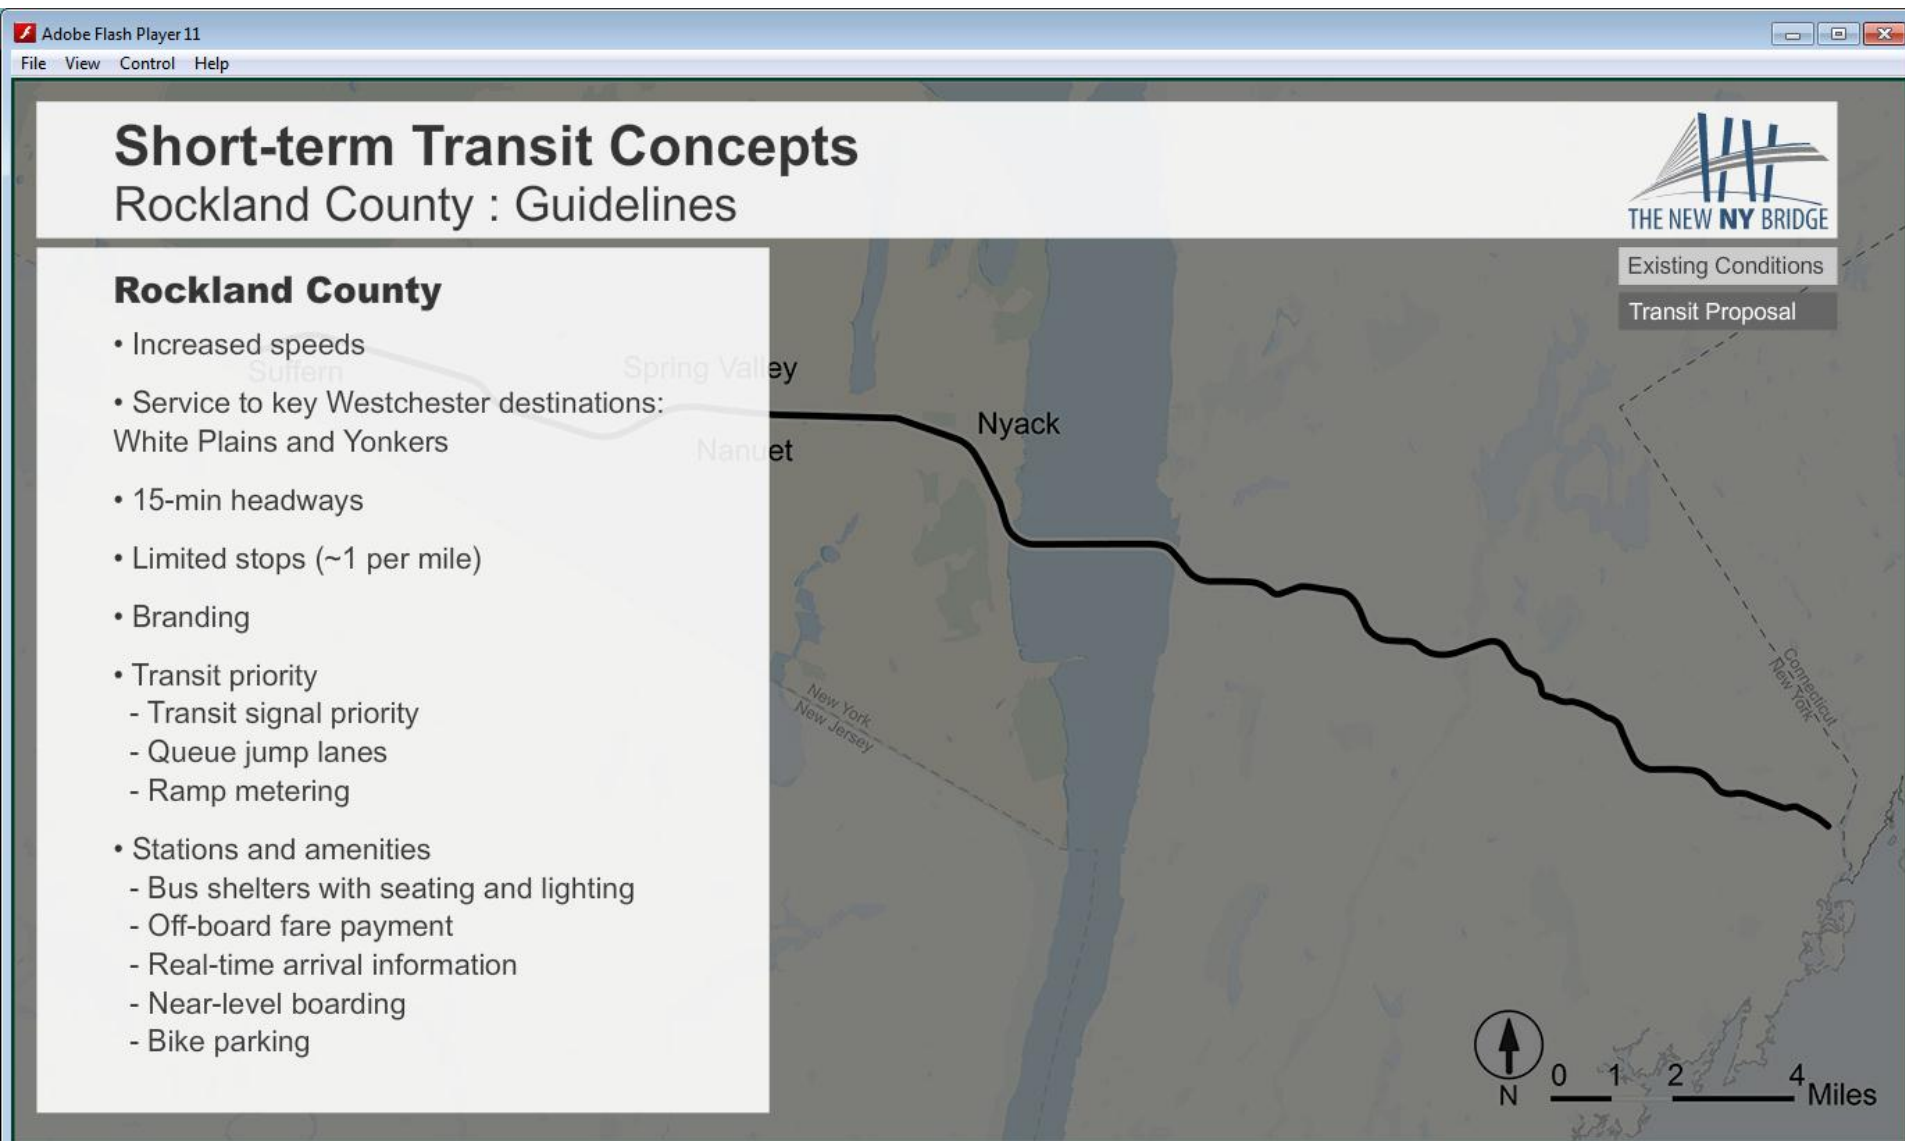 Adobe Flash Player 11
File View Control Help
Short-term Transit Concepts
Rockland County : Guidelines
THE NEW NY BRIDGE
Existing Conditions
Transit Proposal
Rockland County
• Increased speeds
• Service to key Westchester destinations:
White Plains and Yonkers
• 15-min headways
• Limited stops (~1 per mile)
• Branding
• Transit priority
- Transit signal priority
- Queue jump lanes
- Ramp metering
• Stations and amenities
- Bus shelters with seating and lighting
- Off-board fare payment
- Real-time arrival information
- Near-level boarding
- Bike parking
Suffern
Spring Valley
Nanuet
Nyack
New York
New Jersey
Connecticut
New York
N
0 1 2 4 Miles